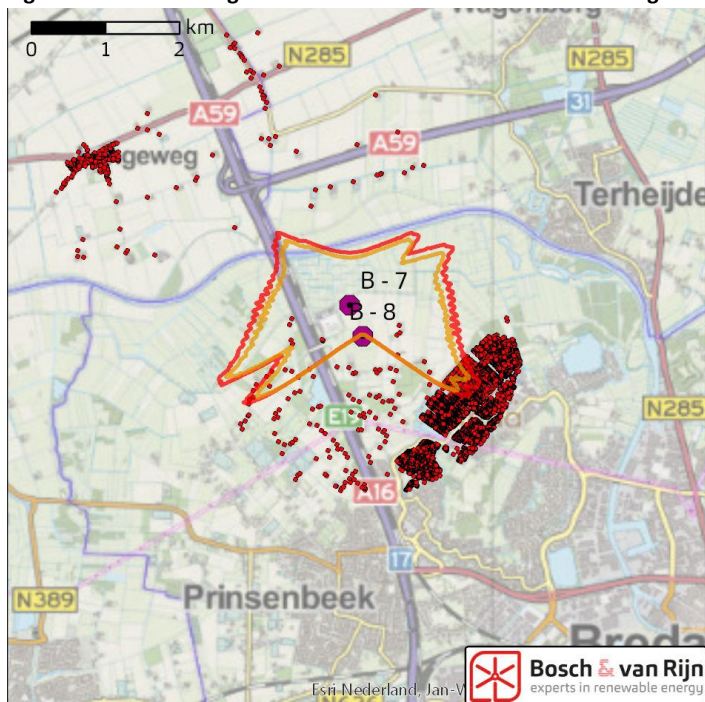 0 1 2 km
N285
N285
31
A59
A59
geweg
Terheijde
B - 7
B - 8
N285
A16
17
N389
Prinsenbeek
Breda
Bosch & van Rijn
experts in renewable energy
Esri Nederland, Jan-W